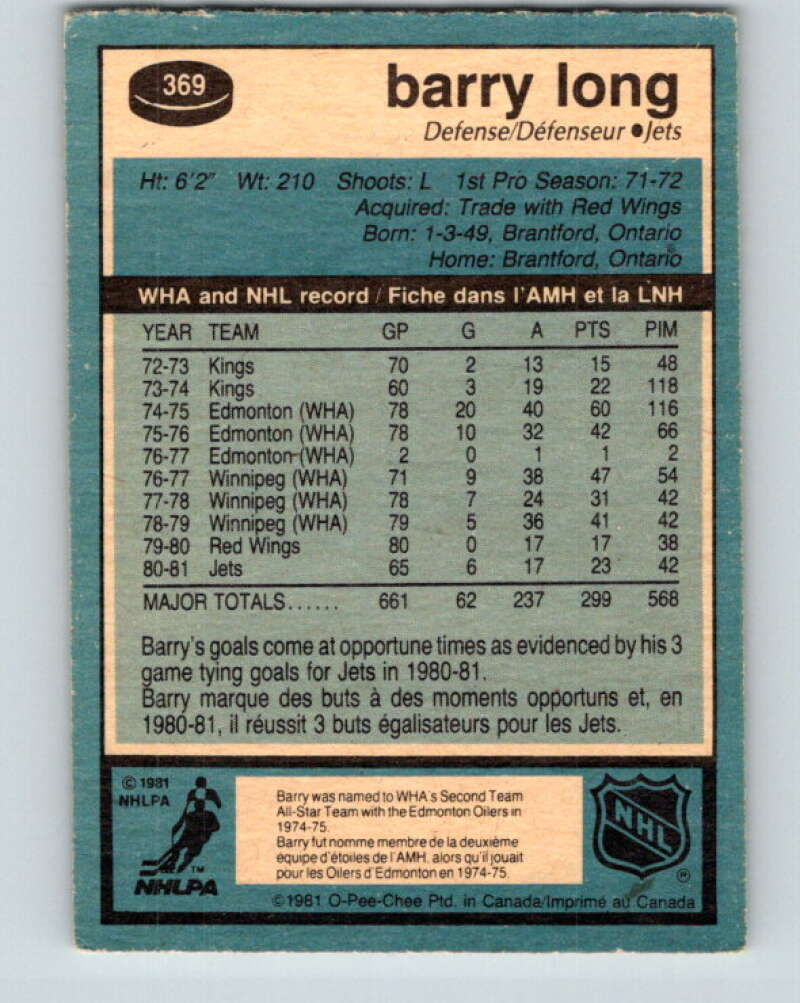 369
barry long
Defense/Défenseur ● Jets
Ht: 6'2" Wt: 210 Shoots: L 1st Pro Season: 71-72
Acquired: Trade with Red Wings
Born: 1-3-49, Brantford, Ontario
Home: Brantford, Ontario
WHA and NHL record / Fiche dans l'AMH et la LNH
YEAR TEAM GP G A PTS PIM
72-73 Kings 70 2 13 15 48
73-74 Kings 60 3 19 22 118
74-75 Edmonton (WHA) 78 20 40 60 116
75-76 Edmonton (WHA) 78 10 32 42 66
76-77 Edmonton (WHA) 2 0 1 1 2
76-77 Winnipeg (WHA) 71 9 38 47 54
77-78 Winnipeg (WHA) 78 7 24 31 42
78-79 Winnipeg (WHA) 79 5 36 41 42
79-80 Red Wings 80 0 17 17 38
80-81 Jets 65 6 17 23 42
MAJOR TOTALS...... 661 62 237 299 568
Barry's goals come at opportune times as evidenced by his 3
game tying goals for Jets in 1980-81.
Barry marque des buts à des moments opportuns et, en
1980-81, il réussit 3 buts égalisateurs pour les Jets.
© 1981
NHLPA
NHLPA
TM
Barry was named to WHA's Second Team
All-Star Team with the Edmonton Oilers in
1974-75.
Barry fut nomme membre de la deuxième
équipe d'étoiles de l'AMH, alors qu'il jouait
pour les Oilers d'Edmonton en 1974-75.
NHL
®
©1981 O-Pee-Chee Ptd. in Canada/Imprimé au Canada